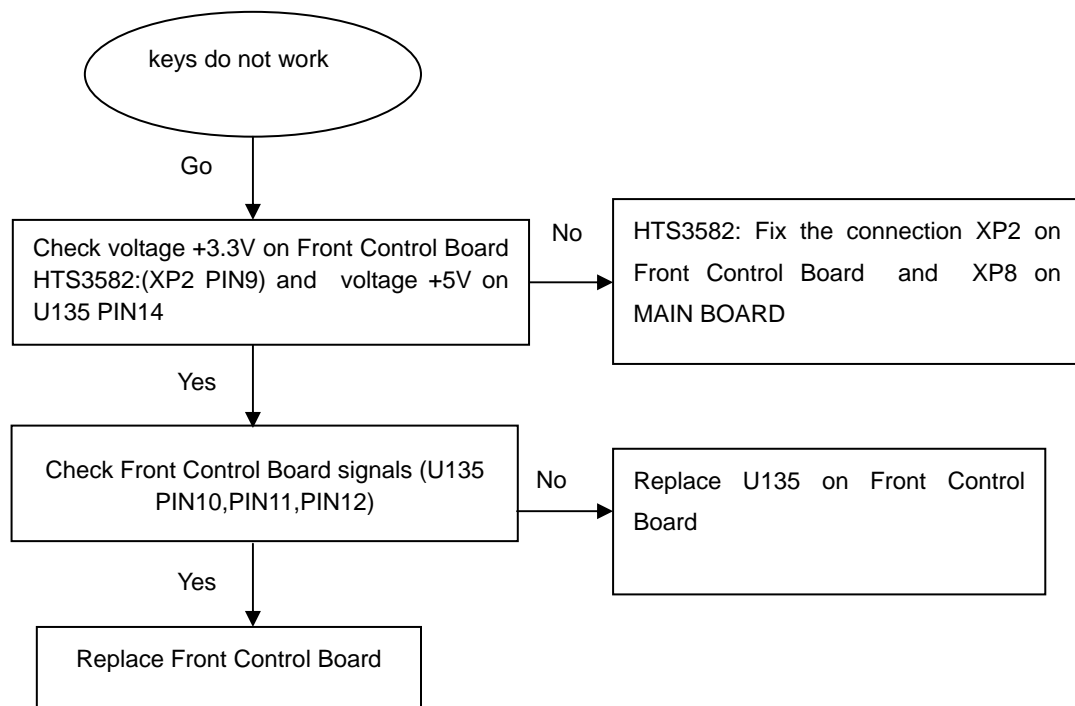 keys do not work
Go
Check voltage +3.3V on Front Control Board
HTS3582:(XP2 PIN9) and voltage +5V on
U135 PIN14
No
HTS3582: Fix the connection XP2 on
Front Control Board and XP8 on
MAIN BOARD
Yes
Check Front Control Board signals (U135
PIN10,PIN11,PIN12)
No
Replace U135 on Front Control
Board
Yes
Replace Front Control Board